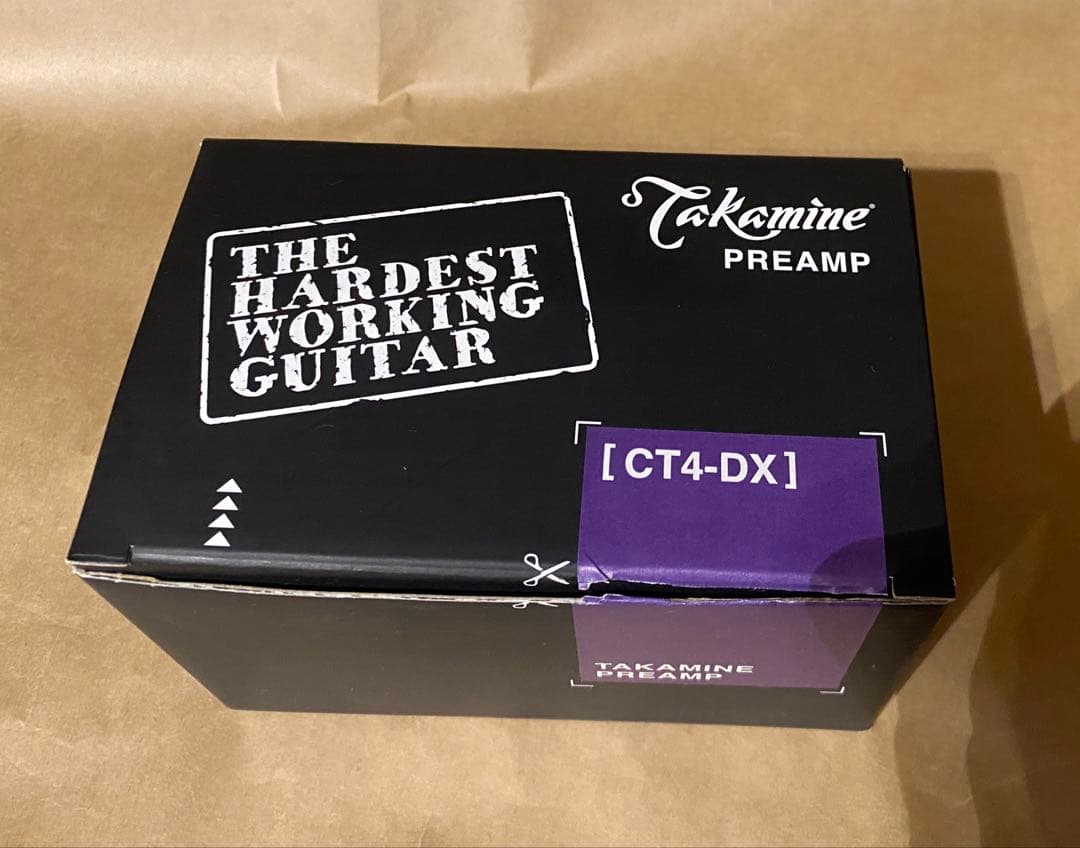 THE
HARDEST
WORKING
GUITAR
Takamine®
PREAMP
[CT4-DX]
TAKAMINE
PREAMP